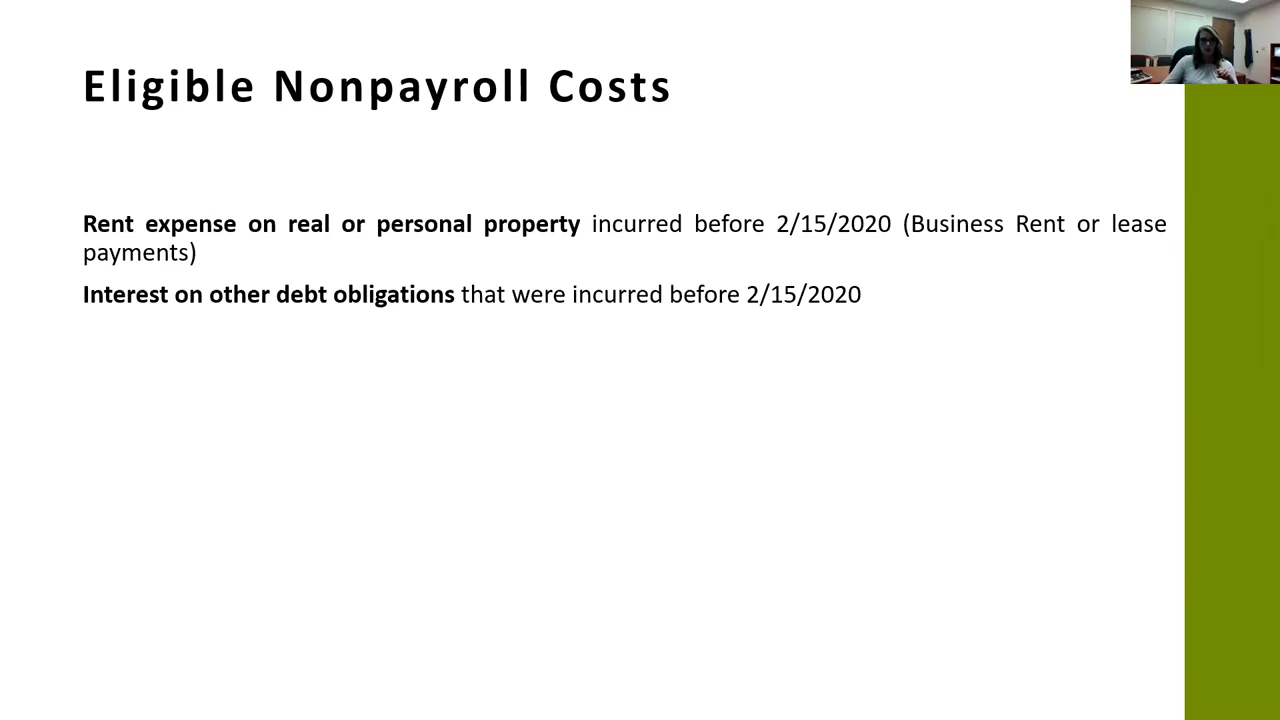 Eligible Nonpayroll Costs
Rent expense on real or personal property incurred before 2/15/2020 (Business Rent or lease
payments)
Interest on other debt obligations that were incurred before 2/15/2020